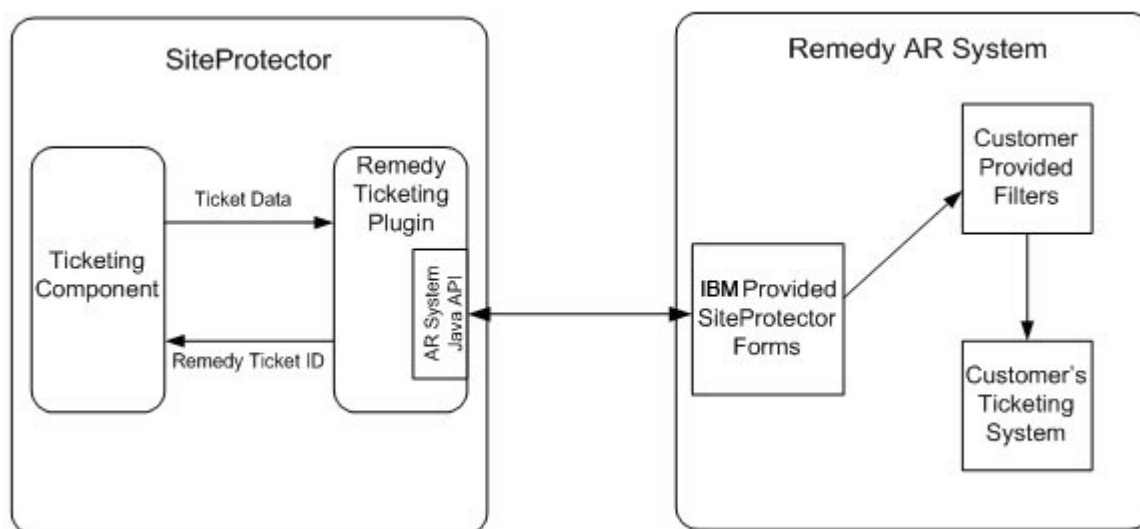 SiteProtector
Ticketing
Component
Ticket Data
Remedy Ticket ID
Remedy
Ticketing
Plugin
AR System
Java API
Remedy AR System
IBM Provided
SiteProtector
Forms
Customer
Provided
Filters
Customer's
Ticketing
System